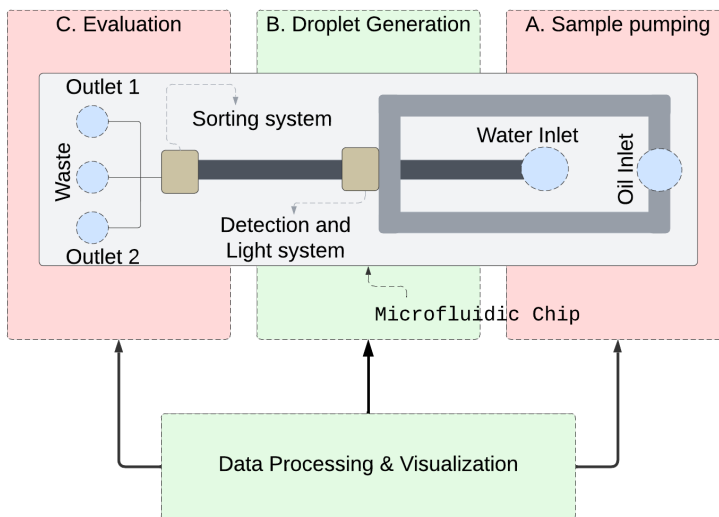 C. Evaluation
B. Droplet Generation
A. Sample pumping
Outlet 1
Sorting system
Water Inlet
Oil Inlet
Waste
Detection and
Light system
Outlet 2
Microfluidic Chip
Data Processing & Visualization